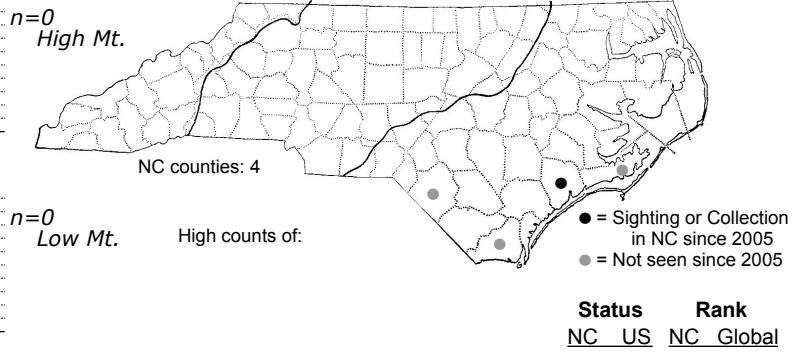 n=0
High Mt.
NC counties: 4
n=0
Low Mt.
High counts of:
= Sighting or Collection
in NC since 2005
= Not seen since 2005
Status Rank
NC US NC Global